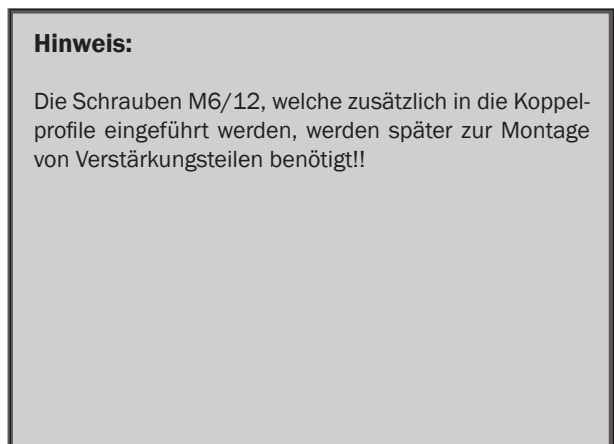 Hinweis:
Die Schrauben M6/12, welche zusätzlich in die Koppel-
profile eingeführt werden, werden später zur Montage
von Verstärkungsteilen benötigt!!